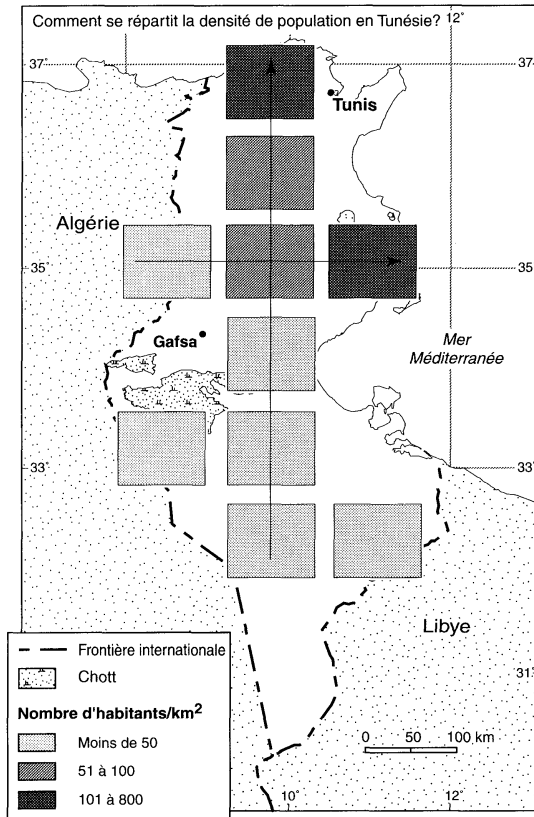 Comment se répartit la densité de population en Tunésie?
12°
37°
37°
Tunis
Algérie
35°
35°
Gafsa
Mer
Méditerranée
33°
33°
Libye
Frontière internationale
Chott
31°
Nombre d'habitants/km²
Moins de 50
51 à 100
101 à 800
0 50 100 km
10°
12°